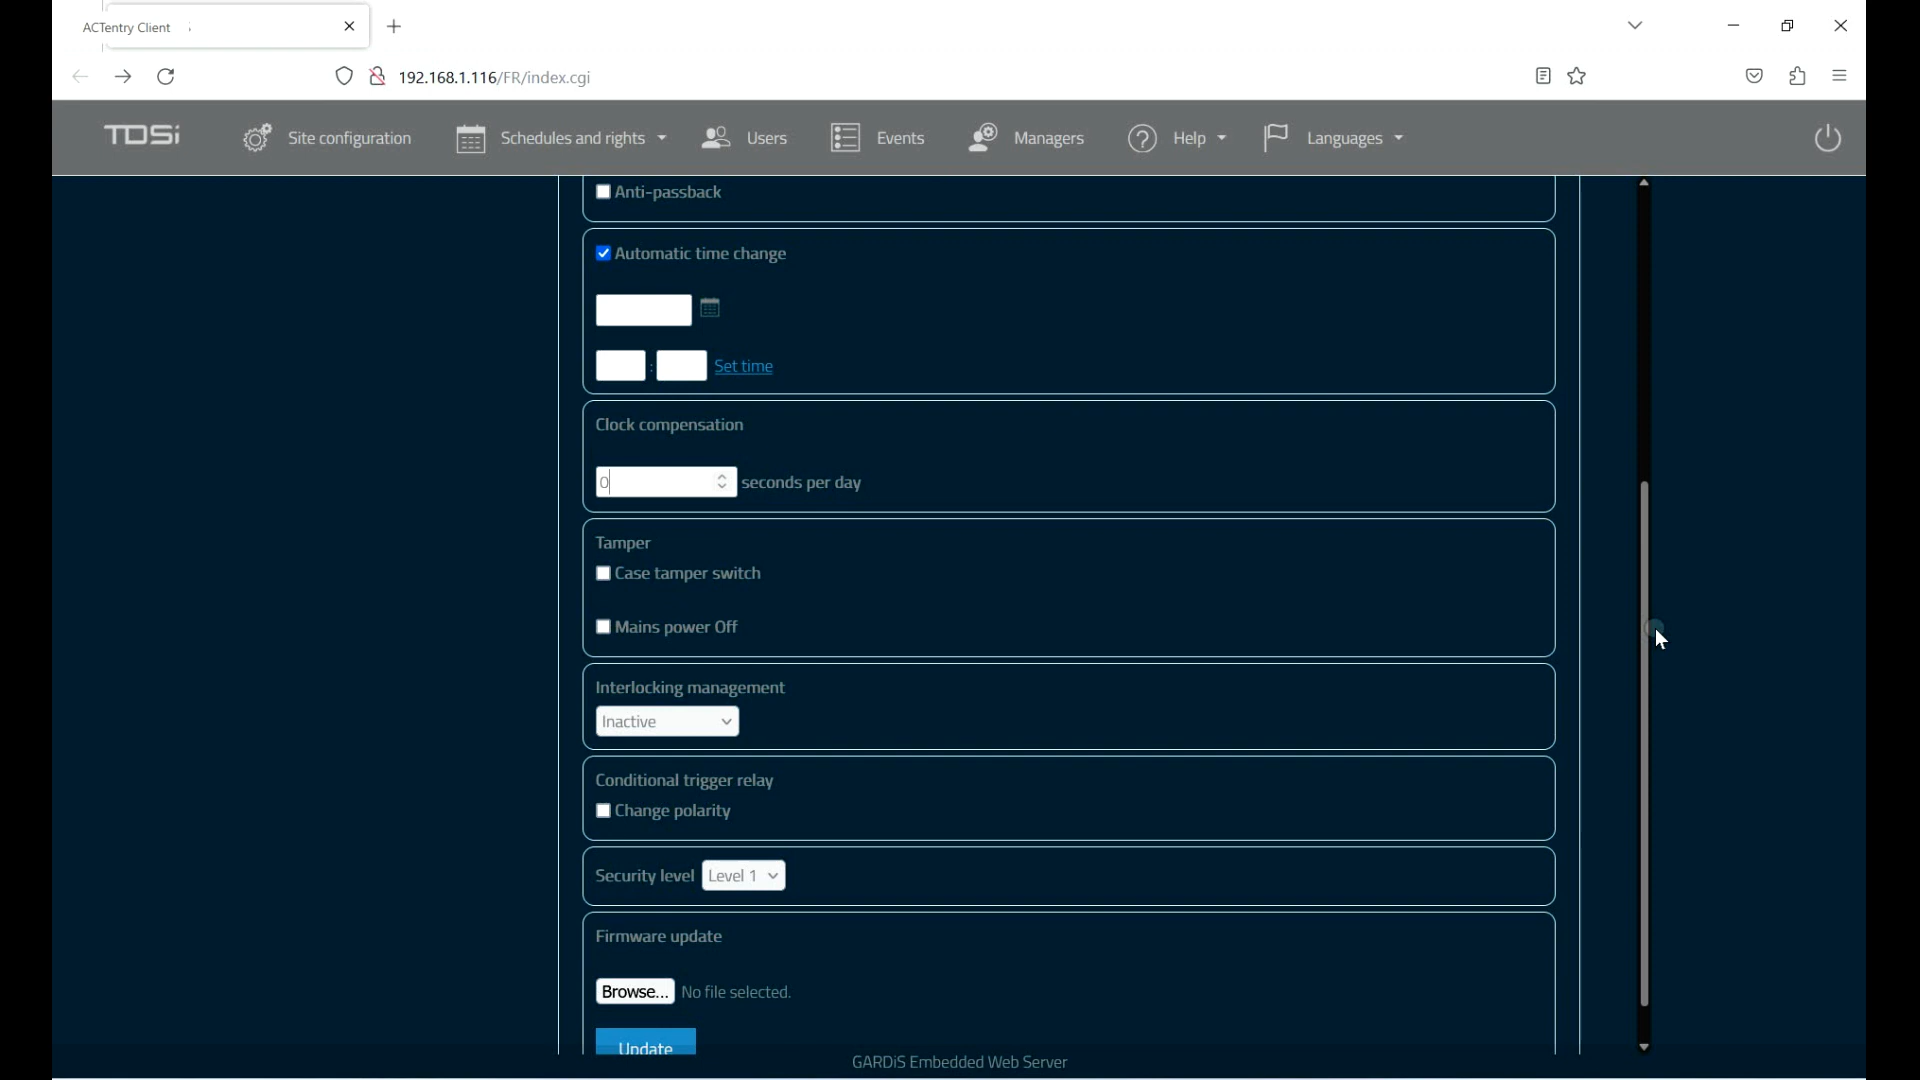 ACTentry Client
192.168.1.116/FR/index.cgi
TDSi Site configuration Schedules and rights Users Events Managers ? Help Languages
Anti-passback
Automatic time change
: Set time
Clock compensation
0 seconds per day
Tamper
Case tamper switch
Mains power Off
Interlocking management
Inactive
Conditional trigger relay
Change polarity
Security level Level 1
Firmware update
Browse... No file selected.
Update
GARDiS Embedded Web Server